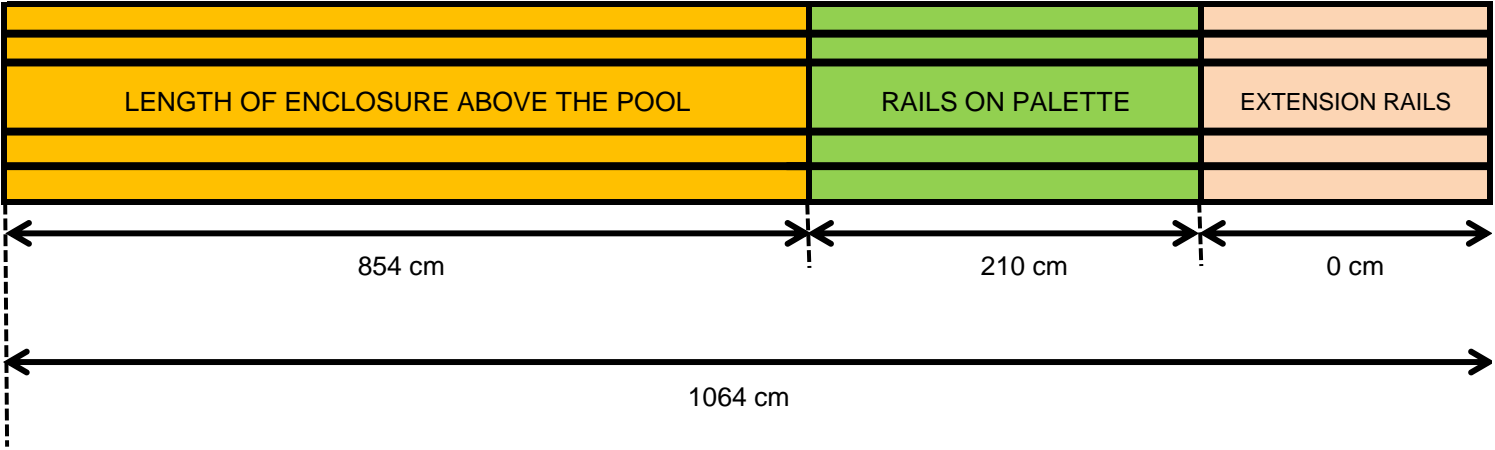 LENGTH OF ENCLOSURE ABOVE THE POOL
RAILS ON PALETTE
EXTENSION RAILS
854 cm
210 cm
0 cm
1064 cm